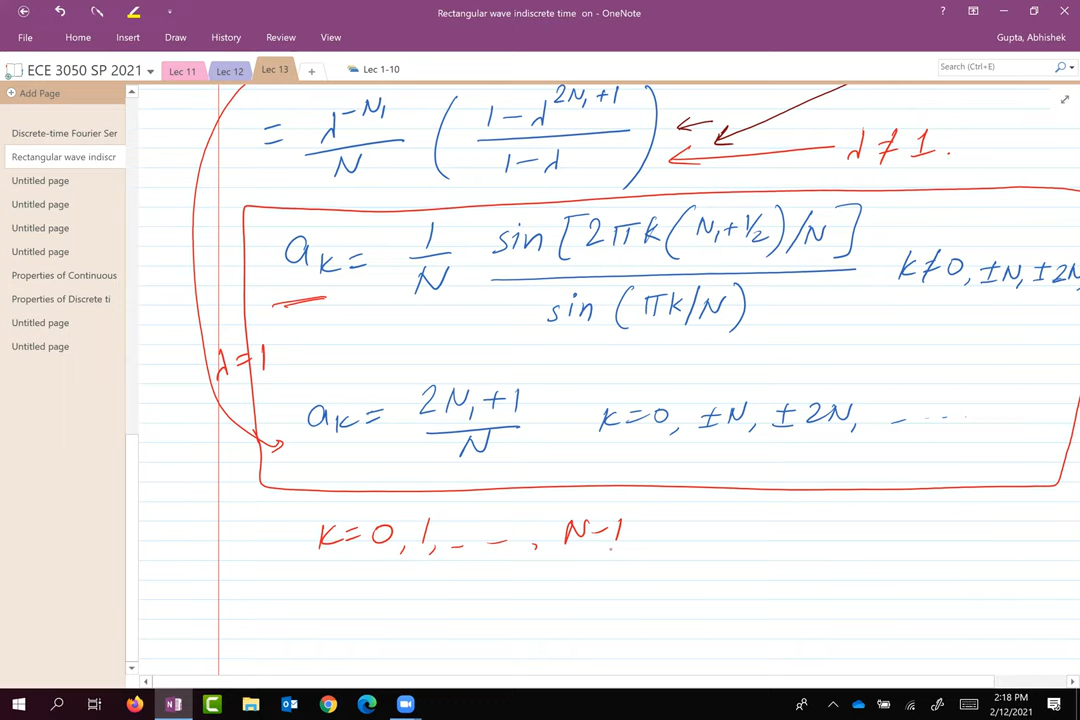 Rectangular wave indiscrete time on - OneNote
Gupta, Abhishek
File Home Insert Draw History Review View
ECE 3050 SP 2021 Lec 11 Lec 12 Lec 13 Lec 1-10
Search (Ctrl+E)
Add Page
Discrete-time Fourier Ser
Rectangular wave indiscr
Untitled page
Untitled page
Untitled page
Untitled page
Properties of Continuous
Properties of Discrete ti
Untitled page
Untitled page
= λ^{-N₁}/N ( (1-λ^{2N₁+1})/(1-λ) ) λ ≠ 1.
a_K = 1/N sin[2πk(N₁+1/2)/N] / sin(πk/N) k≠0, ±N, ±2N,
λ=1
a_K = (2N₁+1)/N k=0, ±N, ±2N, ....
k=0, 1, _ _ , N-1
2:18 PM
2/12/2021